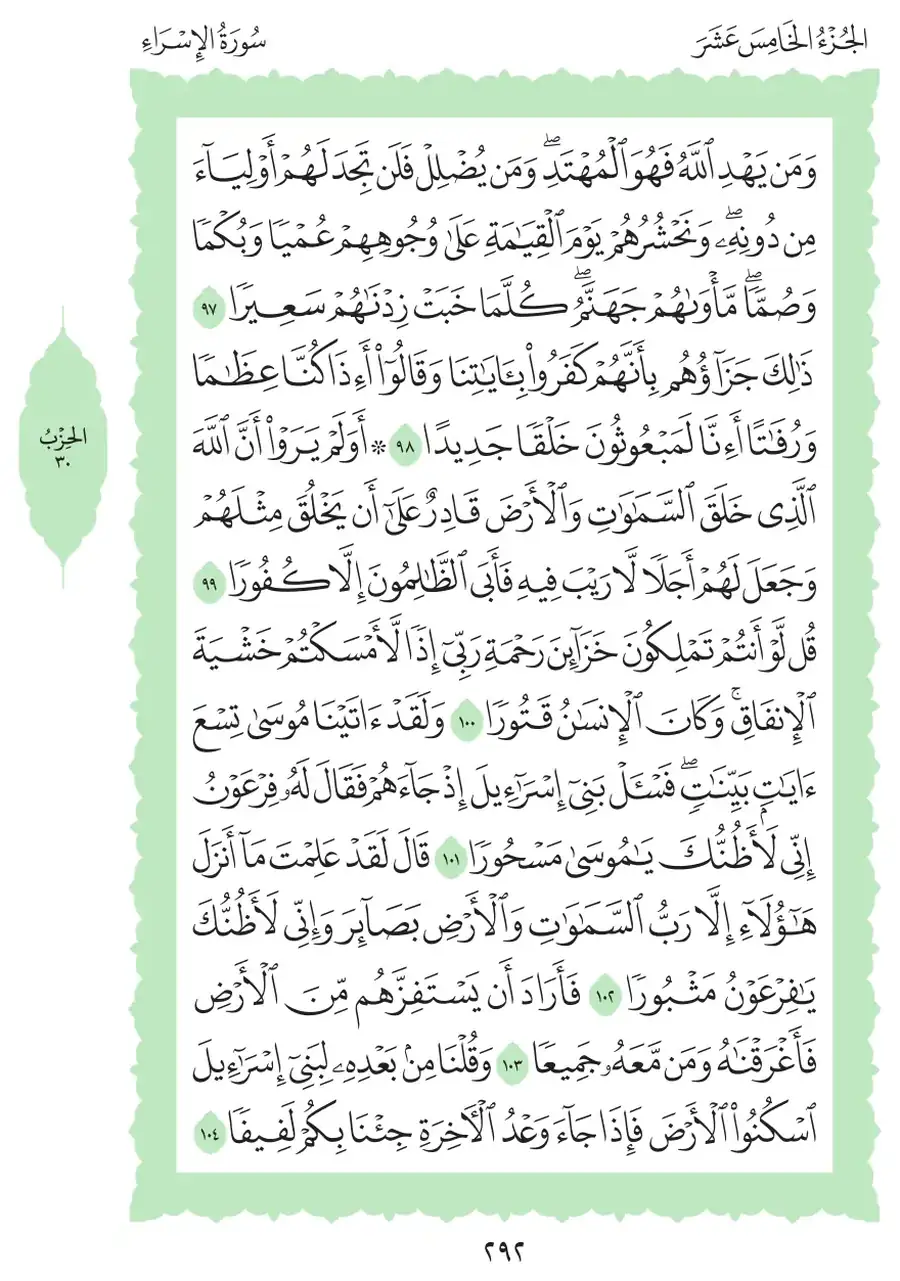 الجُزْءُ الخَامِسَ عَشَرَ
سُورَةُ الإِسْرَاءِ
وَمَن يَهْدِ ٱللَّهُ فَهُوَ ٱلْمُهْتَدِۖ وَمَن يُضْلِلْ فَلَن تَجِدَ لَهُمْ أَوْلِيَآءَ
مِن دُونِهِۦۖ وَنَحْشُرُهُمْ يَوْمَ ٱلْقِيَٰمَةِ عَلَىٰ وُجُوهِهِمْ عُمْيًا وَبُكْمًا
وَصُمًّاۖ مَّأْوَىٰهُمْ جَهَنَّمُۖ كُلَّمَا خَبَتْ زِدْنَٰهُمْ سَعِيرًا ٩٧
ذَٰلِكَ جَزَآؤُهُم بِأَنَّهُمْ كَفَرُوا۟ بِـَٔايَٰتِنَا وَقَالُوٓا۟ أَءِذَا كُنَّا عِظَٰمًا
وَرُفَٰتًا أَءِنَّا لَمَبْعُوثُونَ خَلْقًا جَدِيدًا ٩٨ ۞ أَوَلَمْ يَرَوْا۟ أَنَّ ٱللَّهَ
ٱلَّذِى خَلَقَ ٱلسَّمَٰوَٰتِ وَٱلْأَرْضَ قَادِرٌ عَلَىٰٓ أَن يَخْلُقَ مِثْلَهُمْ
وَجَعَلَ لَهُمْ أَجَلًا لَّا رَيْبَ فِيهِ فَأَبَى ٱلظَّٰلِمُونَ إِلَّا كُفُورًا ٩٩
قُل لَّوْ أَنتُمْ تَمْلِكُونَ خَزَآئِنَ رَحْمَةِ رَبِّىٓ إِذًا لَّأَمْسَكْتُمْ خَشْيَةَ
ٱلْإِنفَاقِۚ وَكَانَ ٱلْإِنسَٰنُ قَتُورًا ١٠٠ وَلَقَدْ ءَاتَيْنَا مُوسَىٰ تِسْعَ
ءَايَٰتٍۭ بَيِّنَٰتٍۖ فَسْـَٔلْ بَنِىٓ إِسْرَٰٓءِيلَ إِذْ جَآءَهُمْ فَقَالَ لَهُۥ فِرْعَوْنُ
إِنِّى لَأَظُنُّكَ يَٰمُوسَىٰ مَسْحُورًا ١٠١ قَالَ لَقَدْ عَلِمْتَ مَآ أَنزَلَ
هَٰٓؤُلَآءِ إِلَّا رَبُّ ٱلسَّمَٰوَٰتِ وَٱلْأَرْضِ بَصَآئِرَ وَإِنِّى لَأَظُنُّكَ
يَٰفِرْعَوْنُ مَثْبُورًا ١٠٢ فَأَرَادَ أَن يَسْتَفِزَّهُم مِّنَ ٱلْأَرْضِ
فَأَغْرَقْنَٰهُ وَمَن مَّعَهُۥ جَمِيعًا ١٠٣ وَقُلْنَا مِنۢ بَعْدِهِۦ لِبَنِىٓ إِسْرَٰٓءِيلَ
ٱسْكُنُوا۟ ٱلْأَرْضَ فَإِذَا جَآءَ وَعْدُ ٱلْـَٔاخِرَةِ جِئْنَا بِكُمْ لَفِيفًا ١٠٤
الحِزْبُ
٣٠
٢٩٢